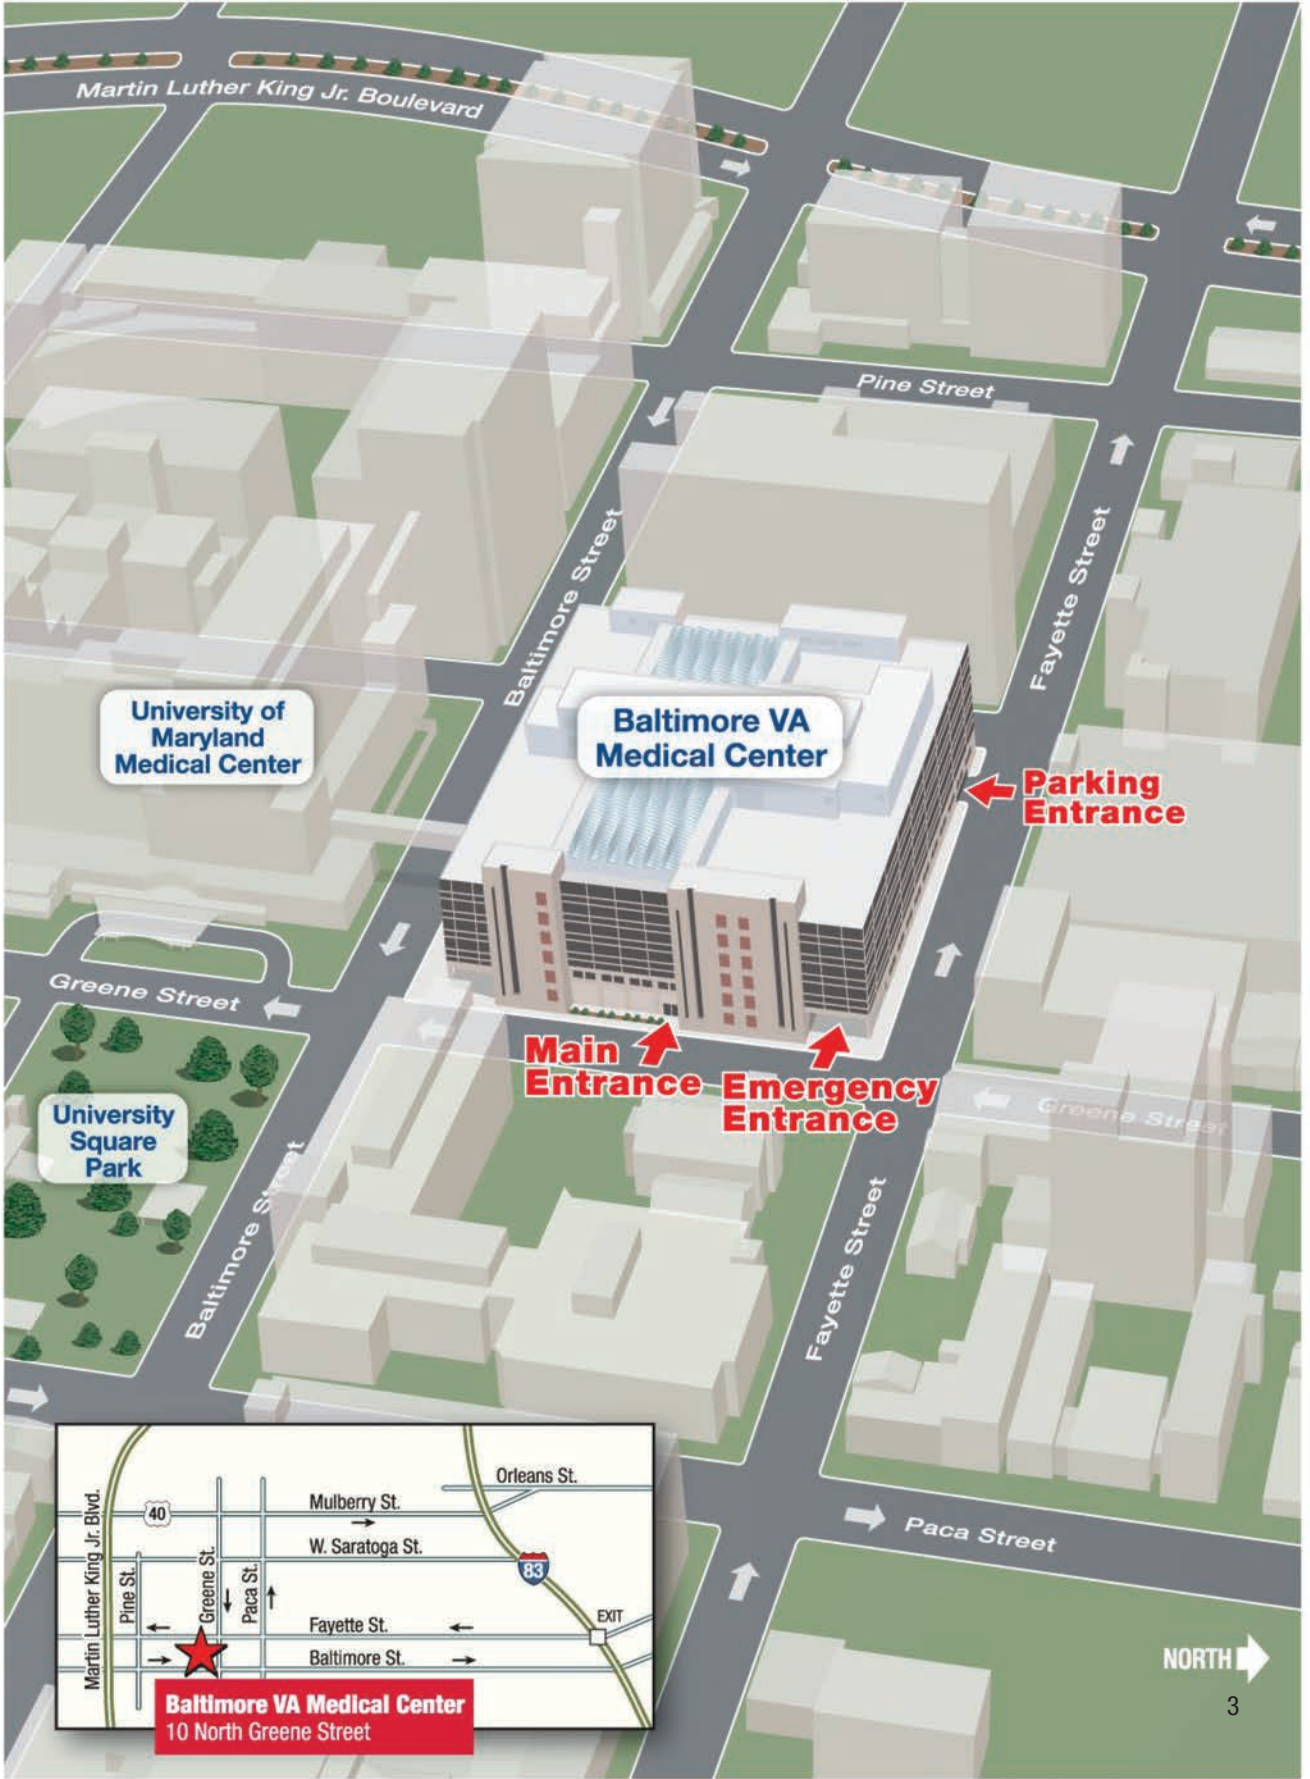 Martin Luther King Jr. Boulevard
Pine Street
Baltimore Street
Fayette Street
University of
Maryland
Medical Center
Baltimore VA
Medical Center
Parking
Entrance
Greene Street
Main
Entrance
Emergency
Entrance
Greene Street
University
Square
Park
Baltimore Street
Fayette Street
Paca Street
NORTH
3
Orleans St.
Mulberry St.
40
W. Saratoga St.
83
Martin Luther King Jr. Blvd.
Pine St.
Greene St.
Paca St.
EXIT
Fayette St.
Baltimore St.
Baltimore VA Medical Center
10 North Greene Street